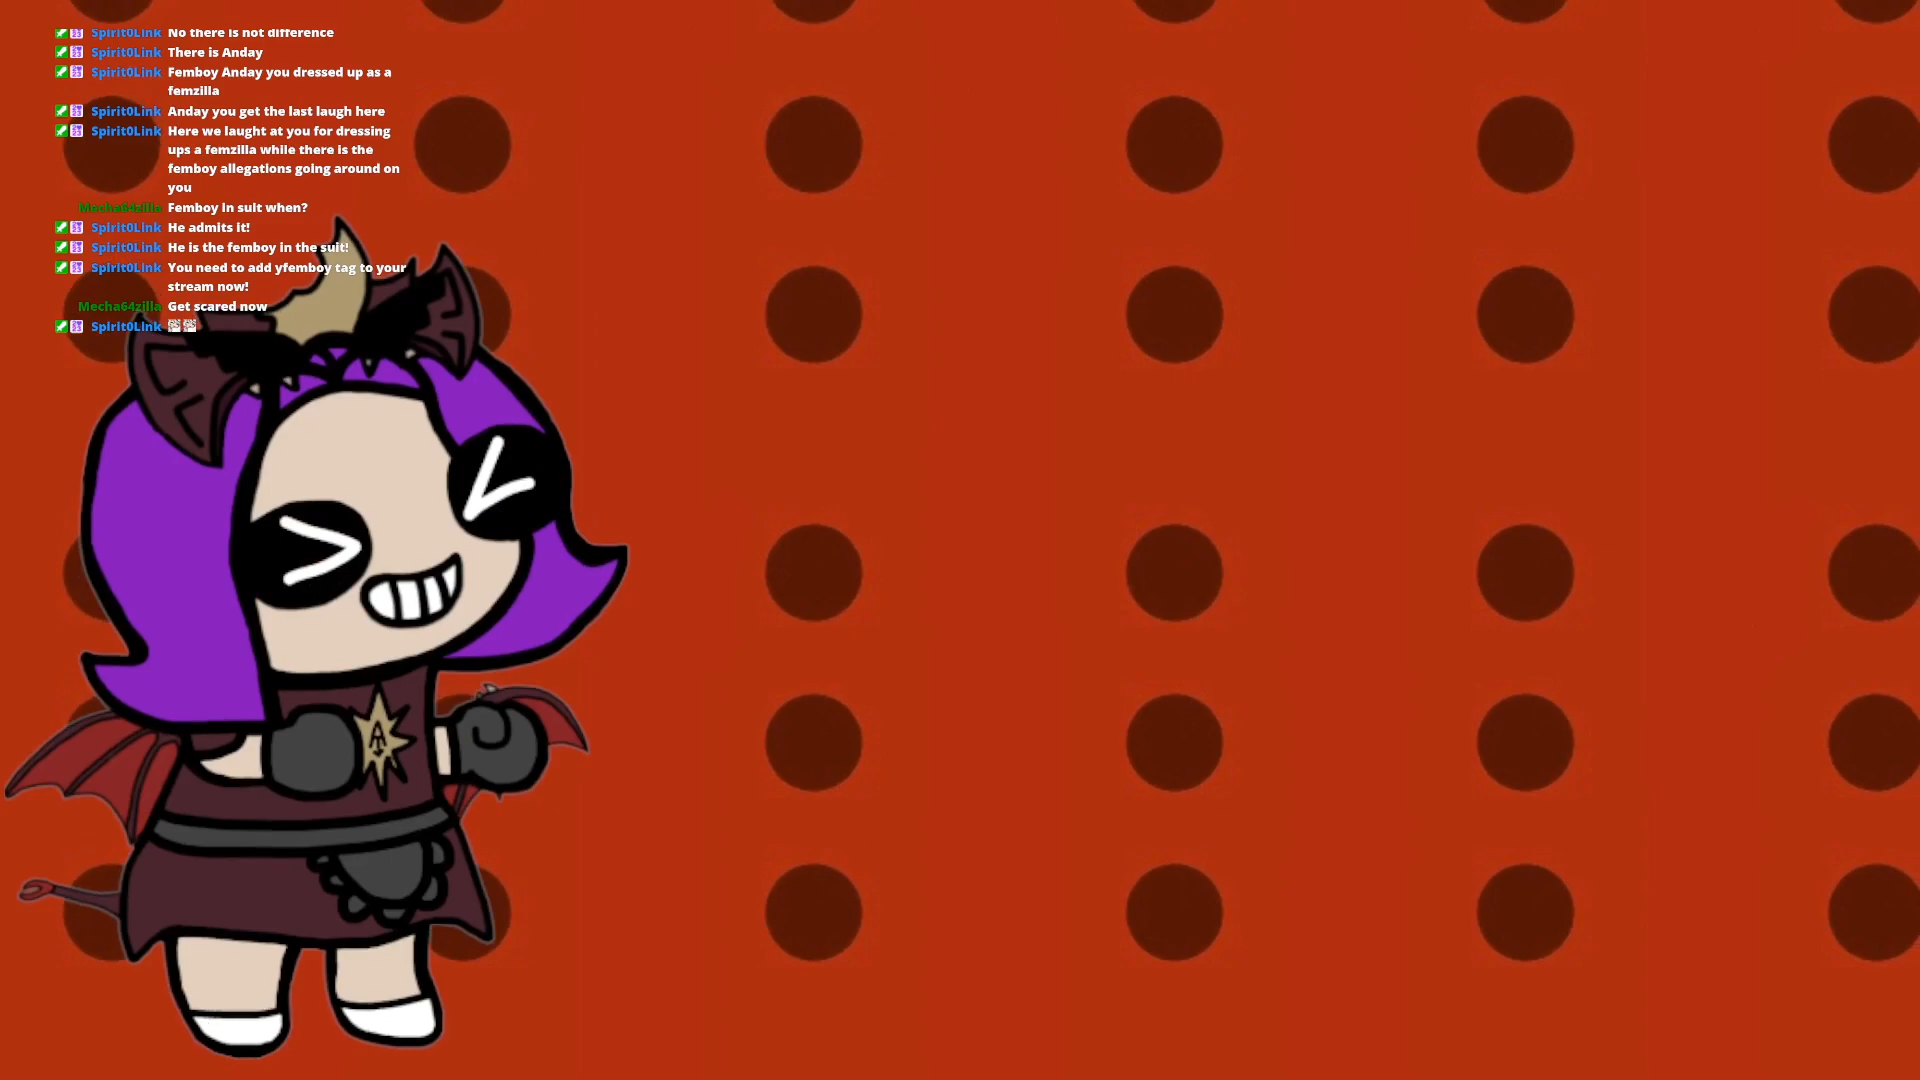 Spirit0Link No there is not difference
Spirit0Link There is Anday
Spirit0Link Femboy Anday you dressed up as a
femzilla
Spirit0Link Anday you get the last laugh here
Spirit0Link Here we laught at you for dressing
ups a femzilla while there is the
femboy allegations going around on
you
Mecha64zilla Femboy in suit when?
Spirit0Link He admits it!
Spirit0Link He is the femboy in the suit!
Spirit0Link You need to add yfemboy tag to your
stream now!
Mecha64zilla Get scared now
Spirit0Link